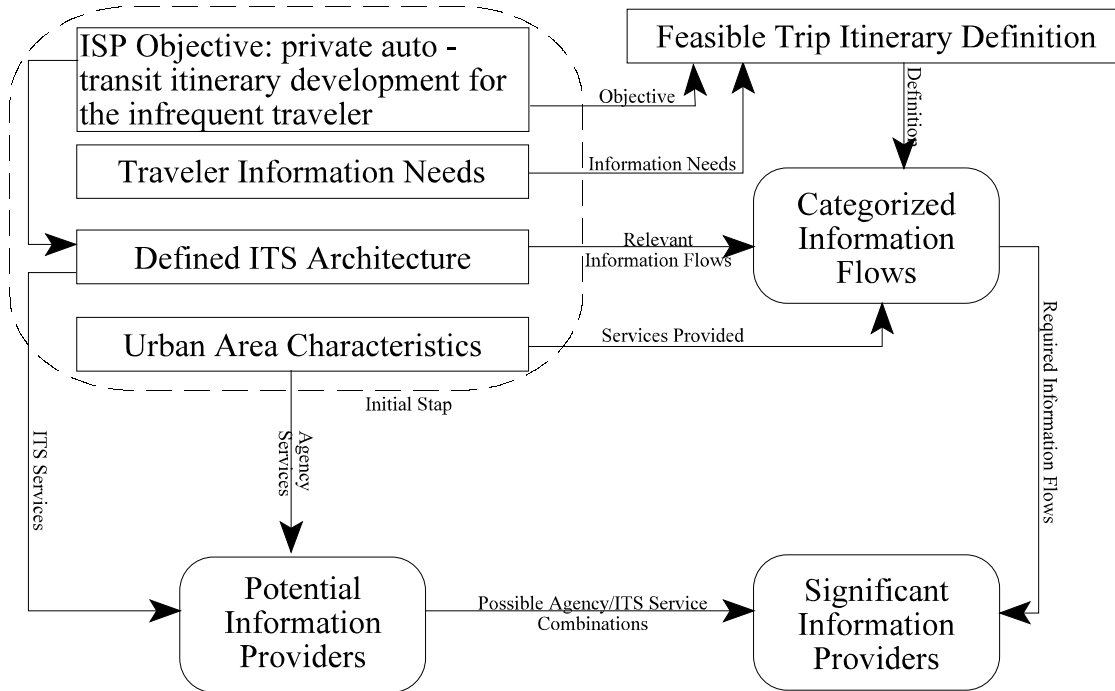 ISP Objective: private auto -
transit itinerary development for
the infrequent traveler
Feasible Trip Itinerary Definition
Objective
Definition
Traveler Information Needs
Information Needs
Categorized
Information
Flows
Defined ITS Architecture
Relevant
Information Flows
Urban Area Characteristics
Services Provided
Initial Stap
Required Information Flows
ITS Services
Agency
Services
Potential
Information
Providers
Possible Agency/ITS Service
Combinations
Significant
Information
Providers